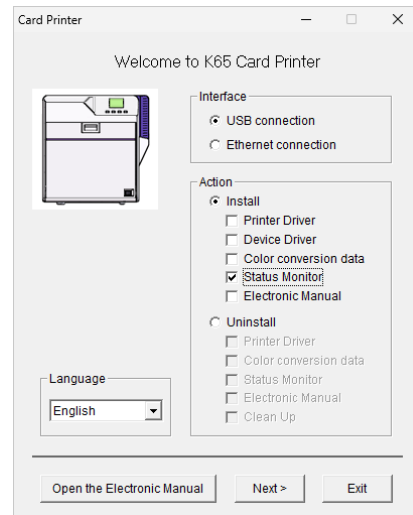 Card Printer
Welcome to K65 Card Printer
Interface
USB connection
Ethernet connection
Action
Install
Printer Driver
Device Driver
Color conversion data
Status Monitor
Electronic Manual
Uninstall
Printer Driver
Color conversion data
Status Monitor
Electronic Manual
Clean Up
Language
English
Open the Electronic Manual
Next >
Exit